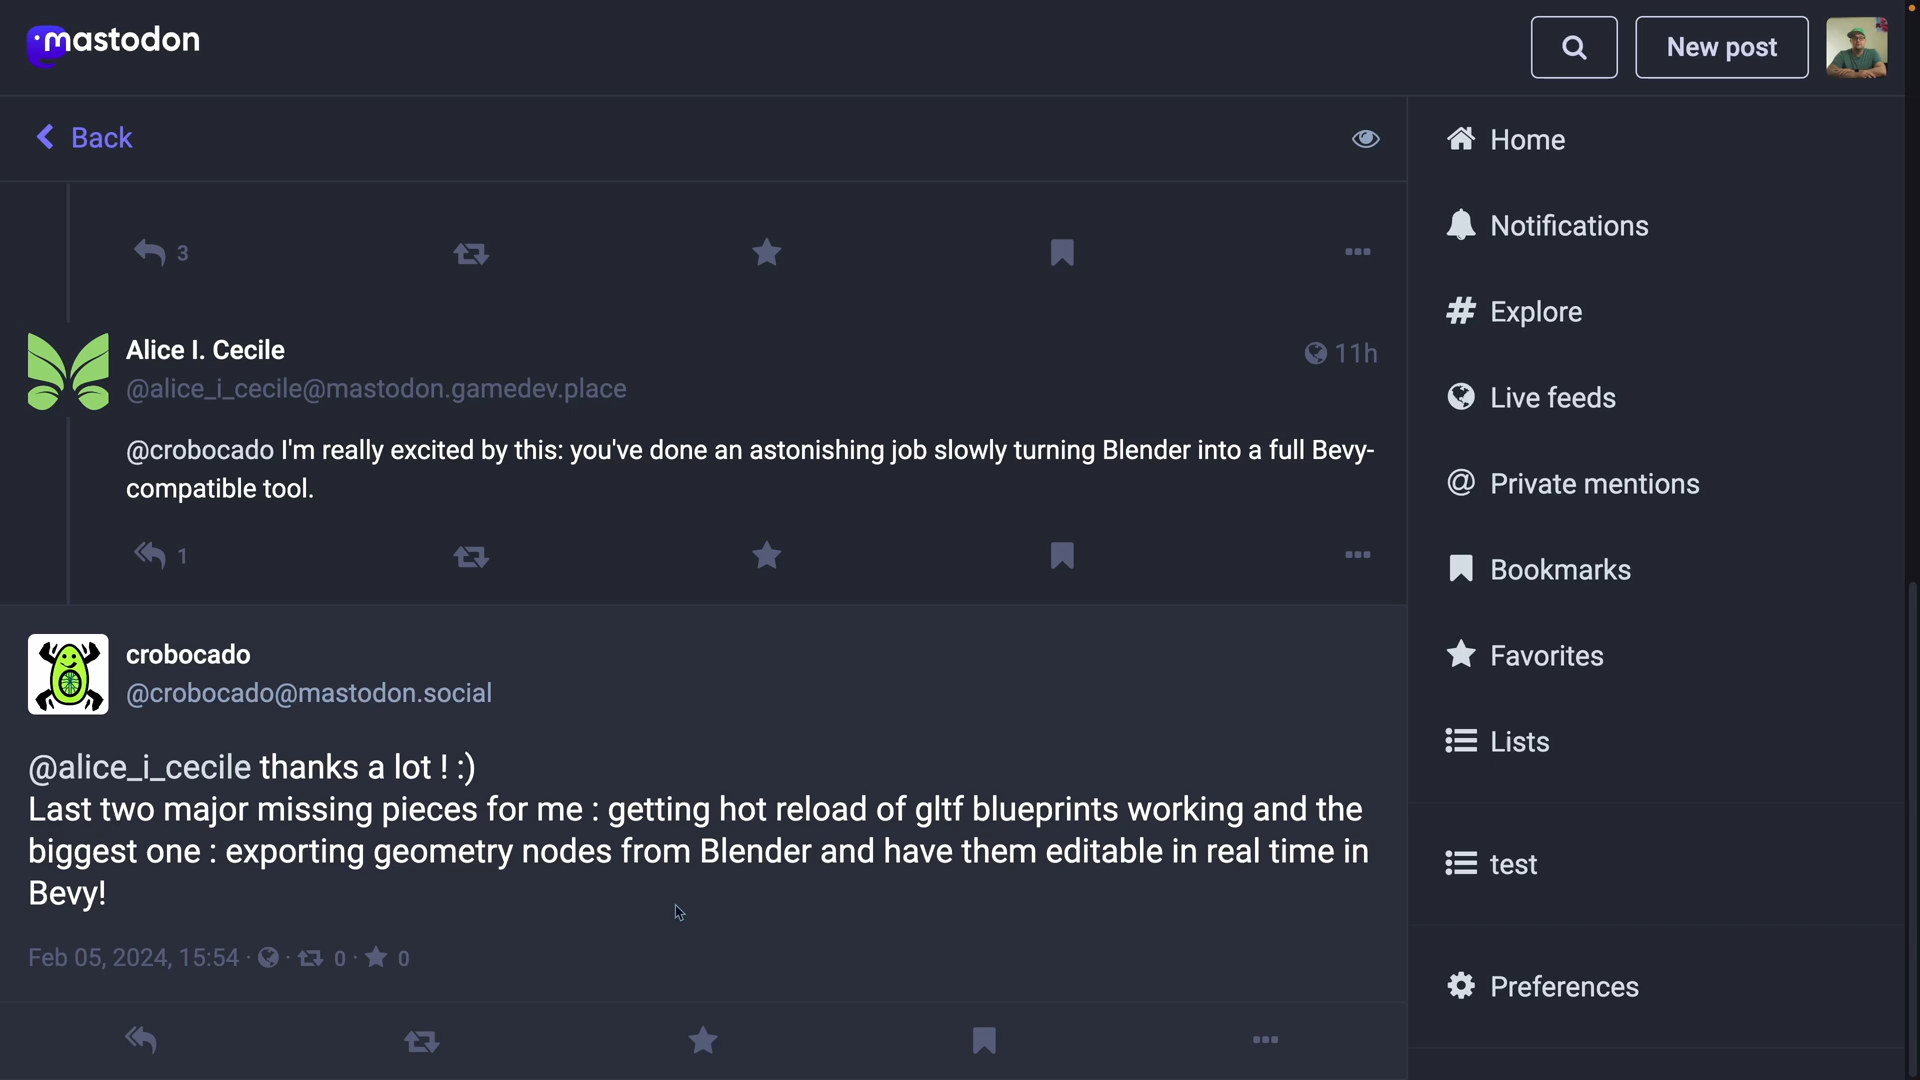 mastodon
New post
Back
3
Alice I. Cecile
11h
@alice_i_cecile@mastodon.gamedev.place
@crobocado I'm really excited by this: you've done an astonishing job slowly turning Blender into a full Bevy-
compatible tool.
1
crobocado
@crobocado@mastodon.social
@alice_i_cecile thanks a lot ! :)
Last two major missing pieces for me : getting hot reload of gltf blueprints working and the
biggest one : exporting geometry nodes from Blender and have them editable in real time in
Bevy!
Feb 05, 2024, 15:54 · · 0 · 0
Home
Notifications
# Explore
Live feeds
@ Private mentions
Bookmarks
Favorites
Lists
test
Preferences